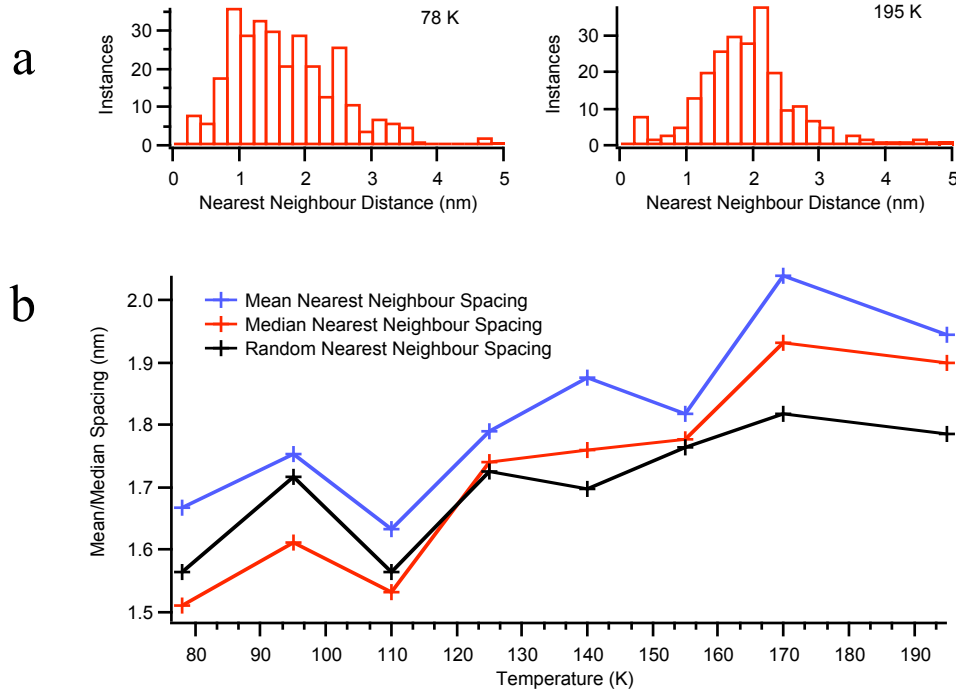 a
78 K
Instances
30
20
10
0
0 1 2 3 4 5
Nearest Neighbour Distance (nm)
195 K
Instances
30
20
10
0
0 1 2 3 4 5
Nearest Neighbour Distance (nm)
b
Mean Nearest Neighbour Spacing
Median Nearest Neighbour Spacing
Random Nearest Neighbour Spacing
Mean/Median Spacing (nm)
2.0
1.9
1.8
1.7
1.6
1.5
80 90 100 110 120 130 140 150 160 170 180 190
Temperature (K)